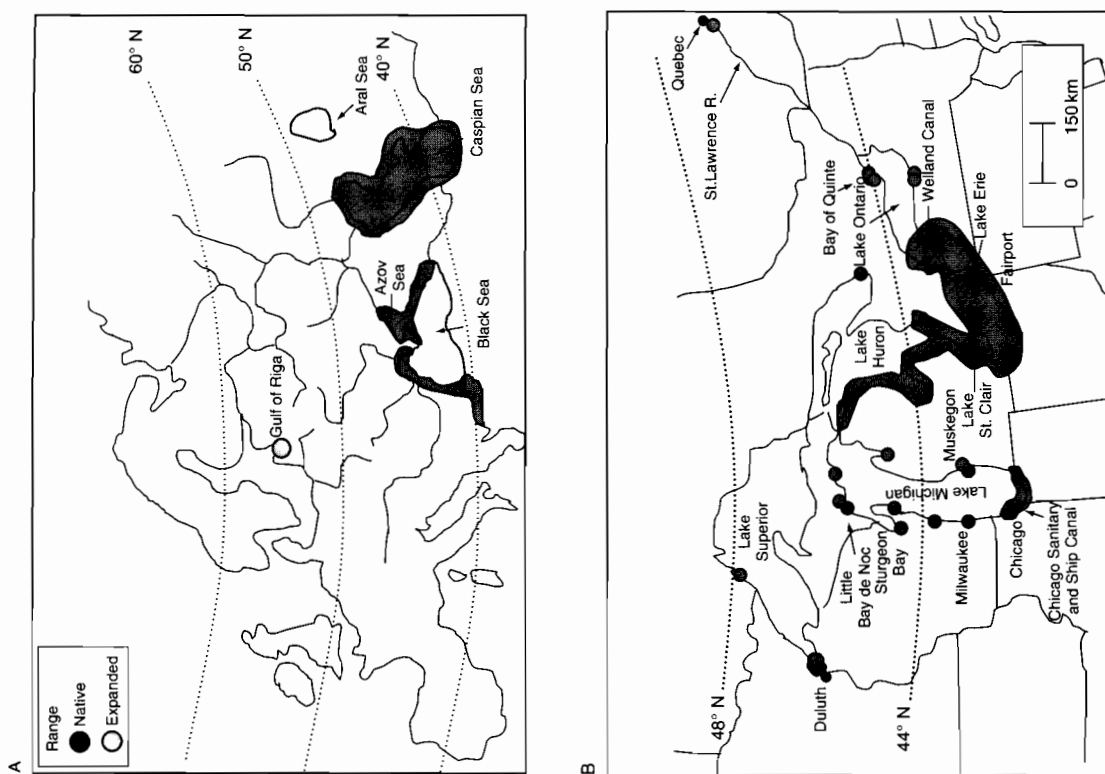 A
Range
Native
Expanded
60° N
50° N
40° N
Aral Sea
Caspian Sea
Azov
Sea
Black Sea
Gulf of Riga
B
Quebec
St.Lawrence R.
Bay of Quinte
Lake Ontario
Welland Canal
Lake Erie
Fairport
Lake
Huron
Muskegon
Lake
St. Clair
Lake Michigan
Lake
Superior
Little
Bay de Noc
Sturgeon
Bay
Milwaukee
Chicago
Chicago Sanitary
and Ship Canal
Duluth
48° N
44° N
0 150 km